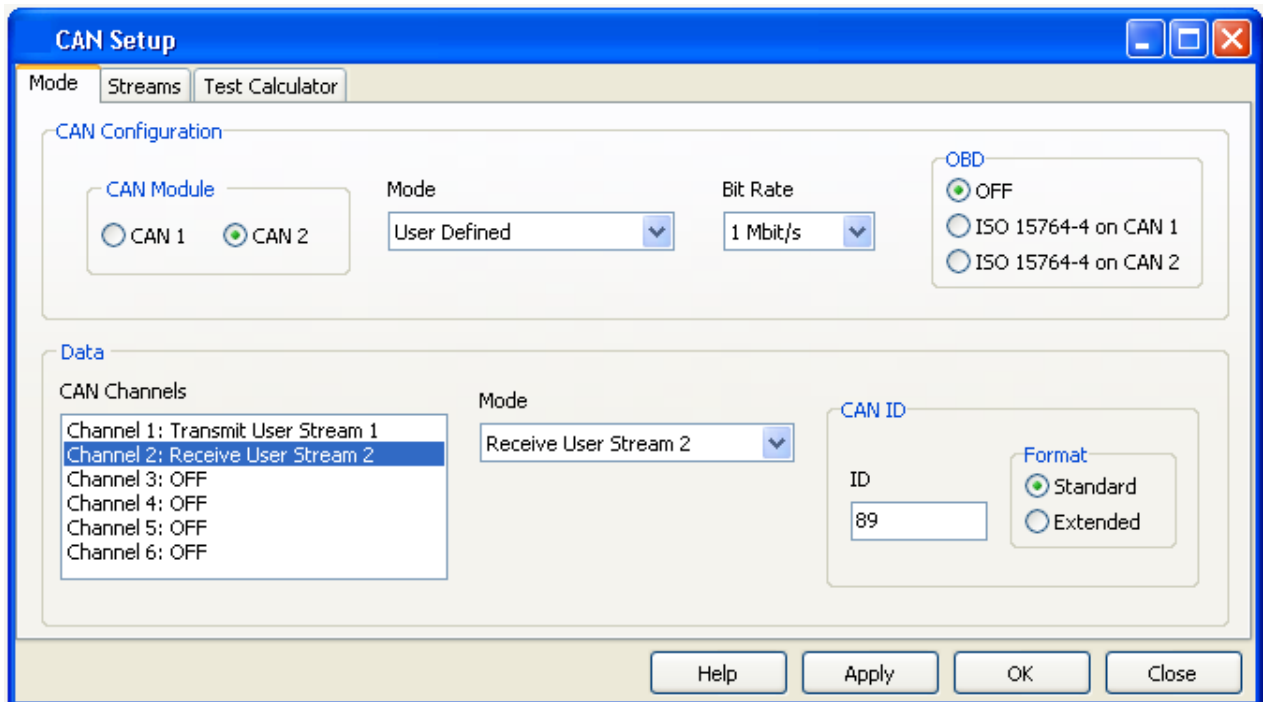 CAN Setup
Mode Streams Test Calculator
CAN Configuration
CAN Module
CAN 1 CAN 2
Mode
User Defined
Bit Rate
1 Mbit/s
OBD
OFF
ISO 15764-4 on CAN 1
ISO 15764-4 on CAN 2
Data
CAN Channels
Channel 1: Transmit User Stream 1
Channel 2: Receive User Stream 2
Channel 3: OFF
Channel 4: OFF
Channel 5: OFF
Channel 6: OFF
Mode
Receive User Stream 2
CAN ID
ID
89
Format
Standard
Extended
Help Apply OK Close